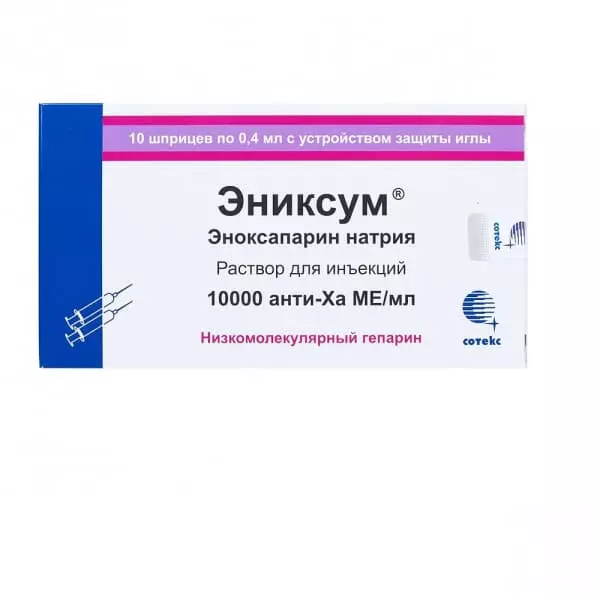 10 шприцев по 0,4 мл с устройством защиты иглы
Эниксум®
Эноксапарин натрия
Раствор для инъекций
10000 анти-Ха МЕ/мл
Низкомолекулярный гепарин
сотекс
сотекс